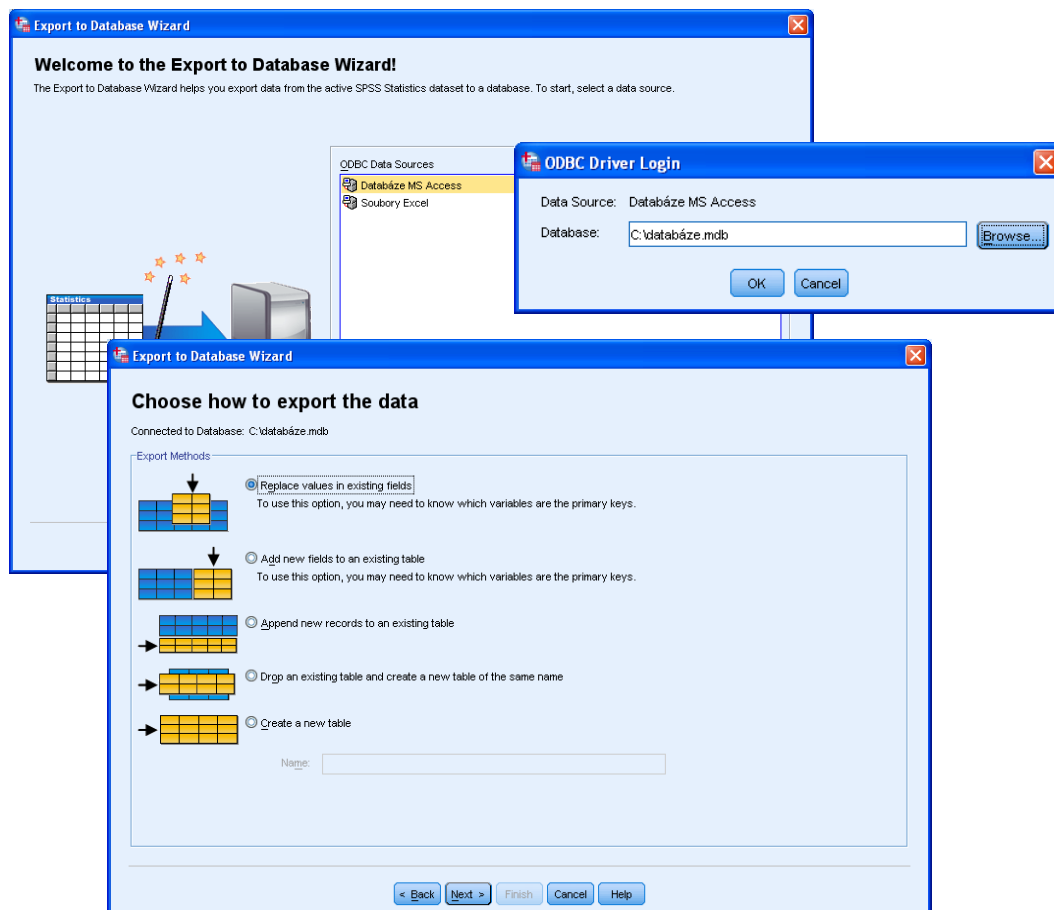 Export to Database Wizard
Welcome to the Export to Database Wizard!
The Export to Database Wizard helps you export data from the active SPSS Statistics dataset to a database. To start, select a data source.
ODBC Data Sources
Databáze MS Access
Soubory Excel
Statistics
ODBC Driver Login
Data Source: Databáze MS Access
Database: C:\databáze.mdb Browse...
OK Cancel
Export to Database Wizard
Choose how to export the data
Connected to Database: C:\databáze.mdb
Export Methods
Replace values in existing fields
To use this option, you may need to know which variables are the primary keys.
Add new fields to an existing table
To use this option, you may need to know which variables are the primary keys.
Append new records to an existing table
Drop an existing table and create a new table of the same name
Create a new table
Name:
< Back Next > Finish Cancel Help